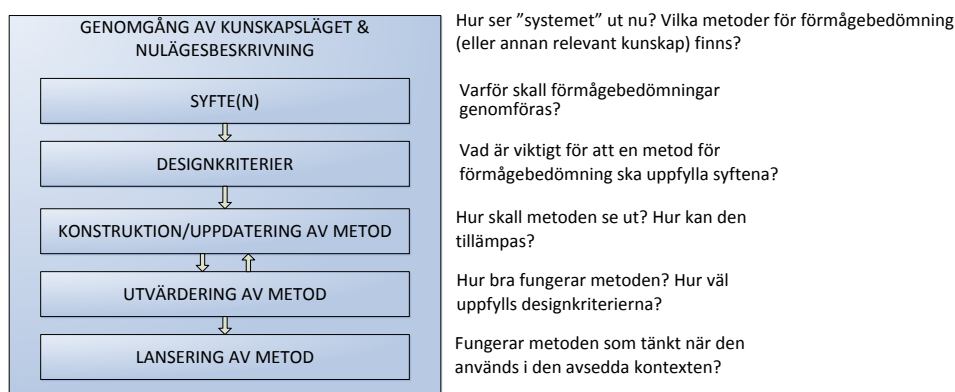 GENOMGÅNG AV KUNSKAPSLÄGET &
NULÄGESBESKRIVNING
Hur ser ”systemet” ut nu? Vilka metoder för förmågebedömning
(eller annan relevant kunskap) finns?
SYFTE(N)
Varför skall förmågebedömningar
genomföras?
DESIGNKRITERIER
Vad är viktigt för att en metod för
förmågebedömning ska uppfylla syftena?
KONSTRUKTION/UPPDATERING AV METOD
Hur skall metoden se ut? Hur kan den
tillämpas?
UTVÄRDERING AV METOD
Hur bra fungerar metoden? Hur väl
uppfylls designkriterierna?
LANSERING AV METOD
Fungerar metoden som tänkt när den
används i den avsedda kontexten?